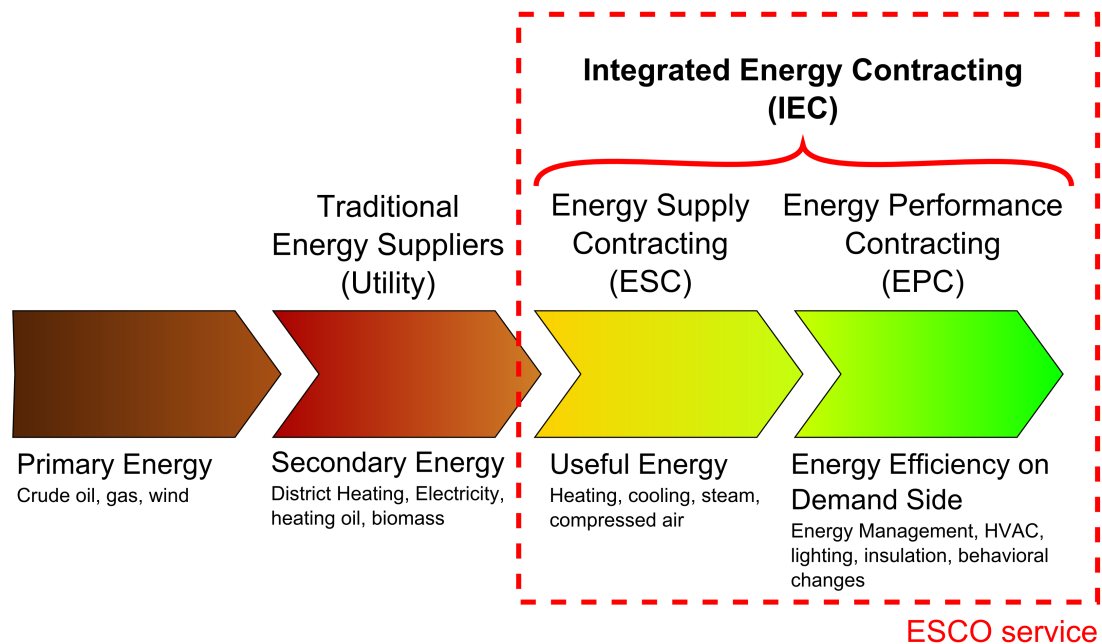 Integrated Energy Contracting
(IEC)
Traditional
Energy Suppliers
(Utility)
Energy Supply
Contracting
(ESC)
Energy Performance
Contracting
(EPC)
Primary Energy
Crude oil, gas, wind
Secondary Energy
District Heating, Electricity,
heating oil, biomass
Useful Energy
Heating, cooling, steam,
compressed air
Energy Efficiency on
Demand Side
Energy Management, HVAC,
lighting, insulation, behavioral
changes
ESCO service